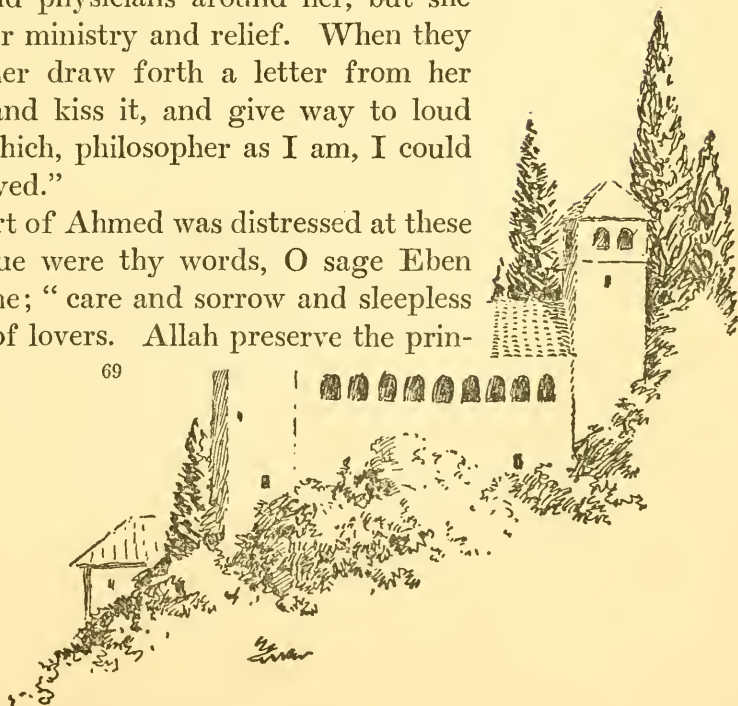 physicians around her, but she
r ministry and relief. When they
er draw forth a letter from her
and kiss it, and give way to loud
hich, philosopher as I am, I could
ved.”
rt of Ahmed was distressed at these
ue were thy words, O sage Eben
ne; “ care and sorrow and sleepless
of lovers. Allah preserve the prin-
69